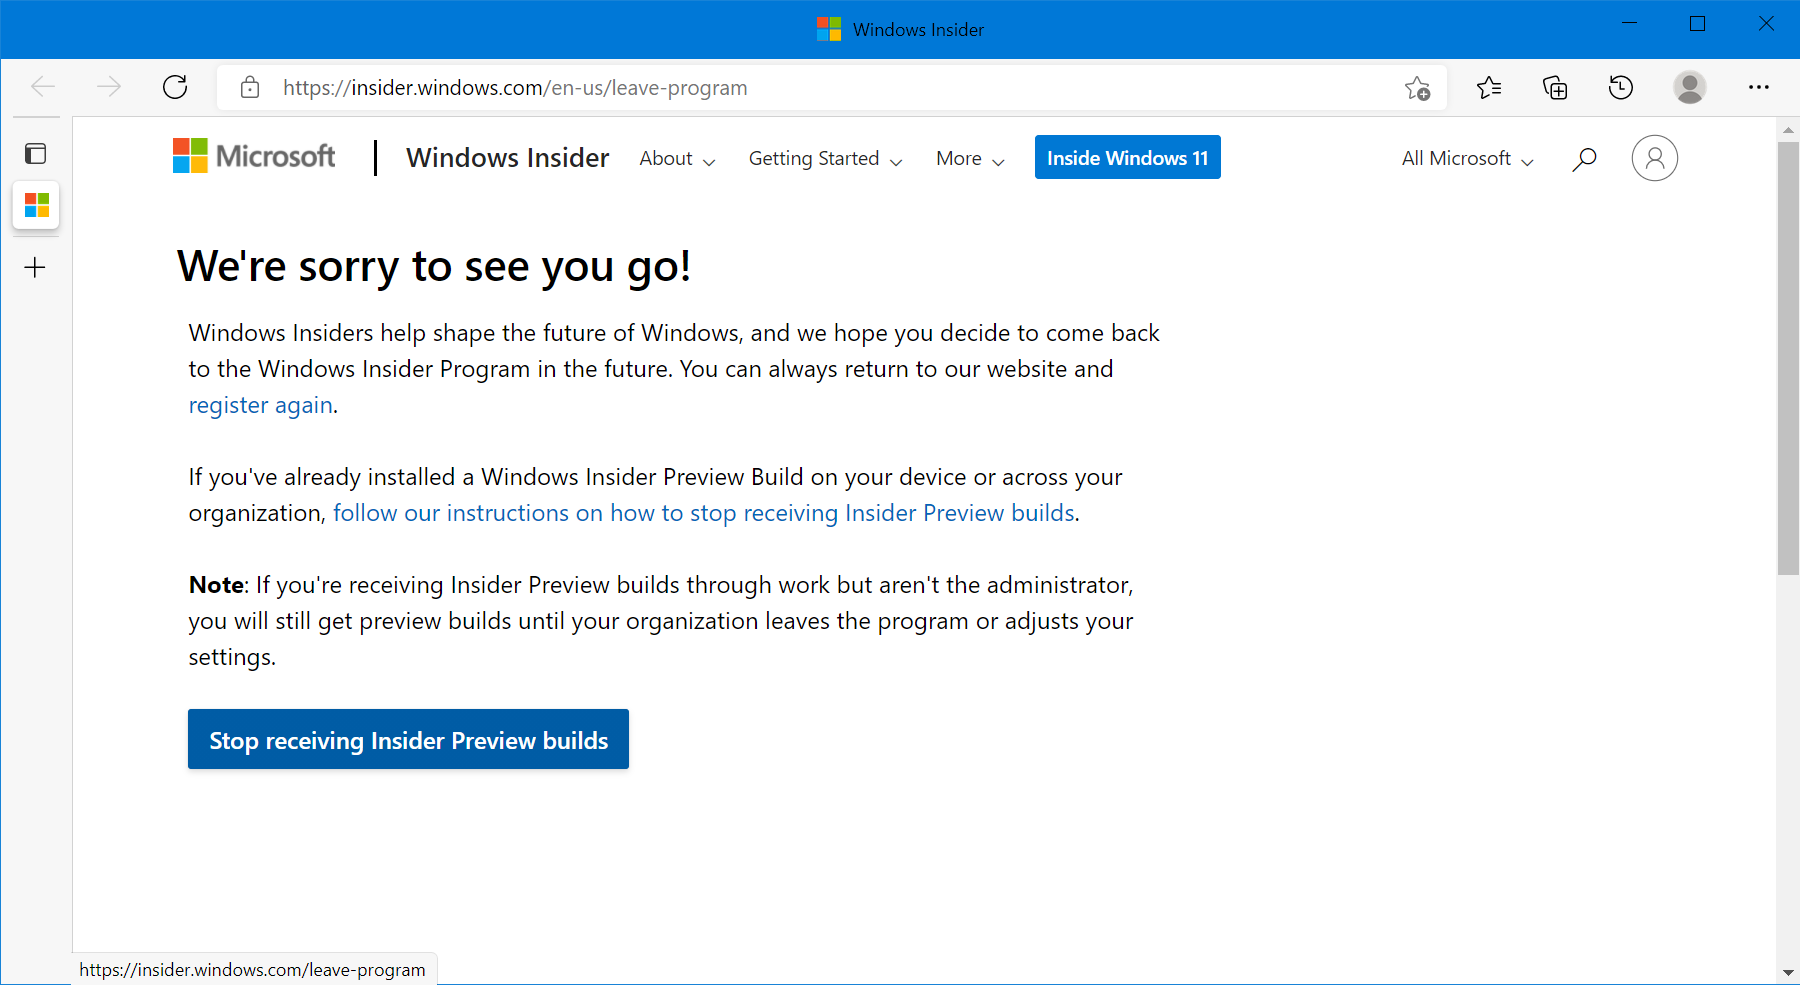 Windows Insider
https://insider.windows.com/en-us/leave-program
Microsoft
Windows Insider
About
Getting Started
More
Inside Windows 11
All Microsoft
We're sorry to see you go!
Windows Insiders help shape the future of Windows, and we hope you decide to come back
to the Windows Insider Program in the future. You can always return to our website and
register again.
If you've already installed a Windows Insider Preview Build on your device or across your
organization, follow our instructions on how to stop receiving Insider Preview builds.
Note: If you're receiving Insider Preview builds through work but aren't the administrator,
you will still get preview builds until your organization leaves the program or adjusts your
settings.
Stop receiving Insider Preview builds
https://insider.windows.com/leave-program